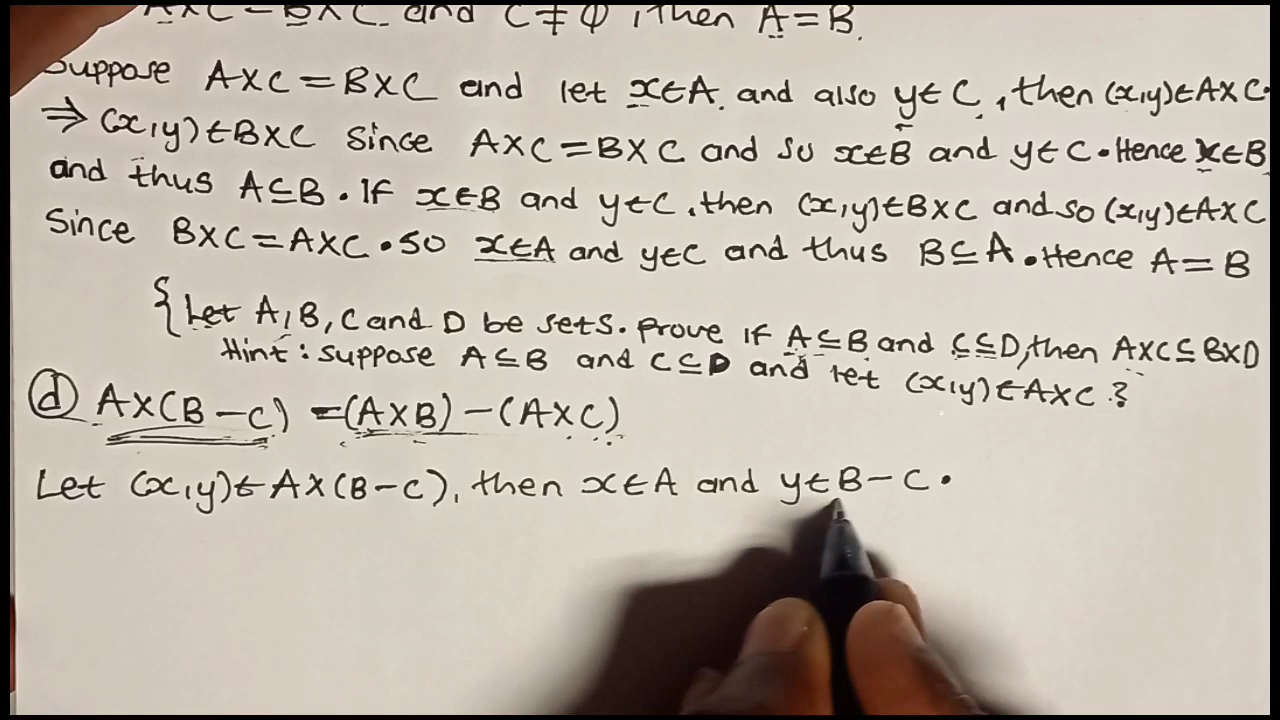 A×C = B×C and C ≠ Φ, then A = B.
Suppose A×C = B×C and let x∈A, and also y∈C, then (x,y)∈A×C.
⇒ (x,y)∈B×C Since A×C = B×C and so x∈B and y∈C. Hence x∈B
and thus A⊆B. If x∈B and y∈C, then (x,y)∈B×C and so (x,y)∈A×C
Since B×C = A×C. So x∈A and y∈C and thus B⊆A. Hence A = B
{Let A, B, C and D be sets. Prove if A⊆B and C⊆D, then A×C⊆B×D
Hint: suppose A⊆B and C⊆D and let (x,y)∈A×C}
(d) A×(B−C) = (A×B) − (A×C)
Let (x,y)∈A×(B−C), then x∈A and y∈B−C.